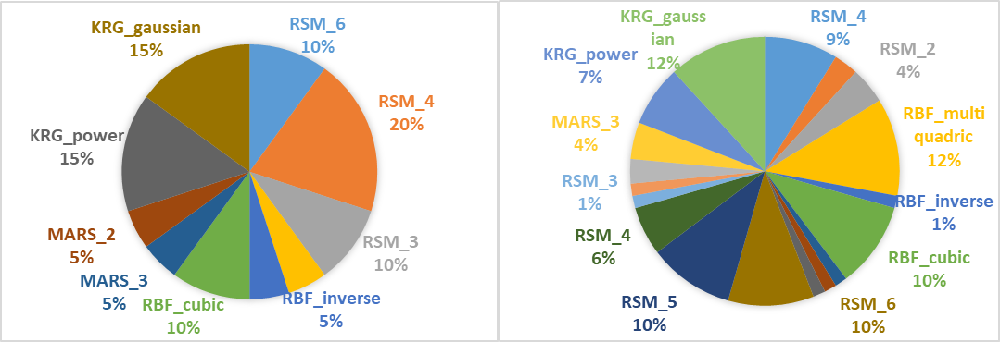 KRG_gaussian
15%
RSM_6
10%
RSM_4
20%
KRG_power
15%
RSM_3
10%
MARS_2
5%
MARS_3
5%
RBF_cubic
10%
RBF_inverse
5%
KRG_gauss
ian
12%
RSM_4
9%
RSM_2
4%
KRG_power
7%
RBF_multi
quadric
12%
MARS_3
4%
RSM_3
1%
RBF_inverse
1%
RSM_4
6%
RBF_cubic
10%
RSM_5
10%
RSM_6
10%